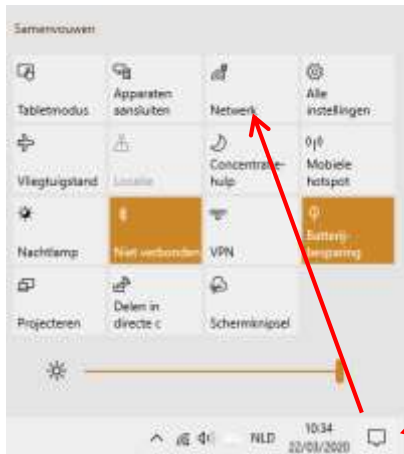 Samenvouwen
Tabletmodus
Apparaten
aansluiten
Netwerk
Alle
instellingen
Vliegtuigstand
Locatie
Concentratie-
hulp
Mobiele
hotspot
Nachtlamp
Niet verbonden
VPN
Batterij-
besparing
Projecteren
Delen in
directe c
Schermknipsel
NLD
10:34
22/03/2020